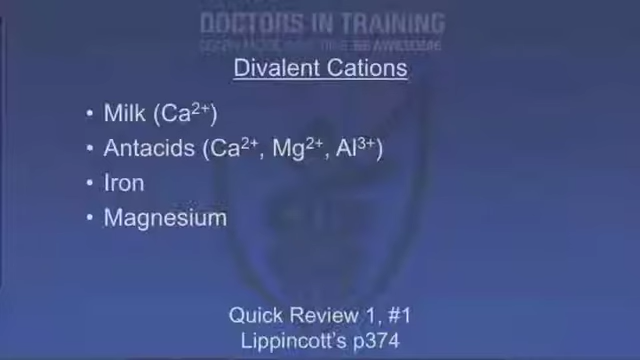 DOCTORS IN TRAINING
Divalent Cations
• Milk (Ca²⁺)
• Antacids (Ca²⁺, Mg²⁺, Al³⁺)
• Iron
• Magnesium
Quick Review 1, #1
Lippincott's p374